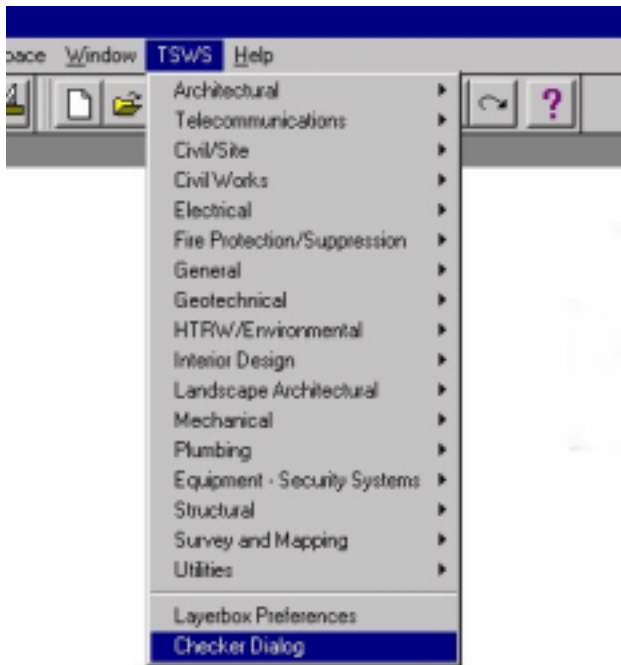 pace Window TSWS Help
?
Architectural
Telecommunications
Civil/Site
Civil Works
Electrical
Fire Protection/Suppression
General
Geotechnical
HTRW/Environmental
Interior Design
Landscape Architectural
Mechanical
Plumbing
Equipment - Security Systems
Structural
Survey and Mapping
Utilities
Layerbox Preferences
Checker Dialog